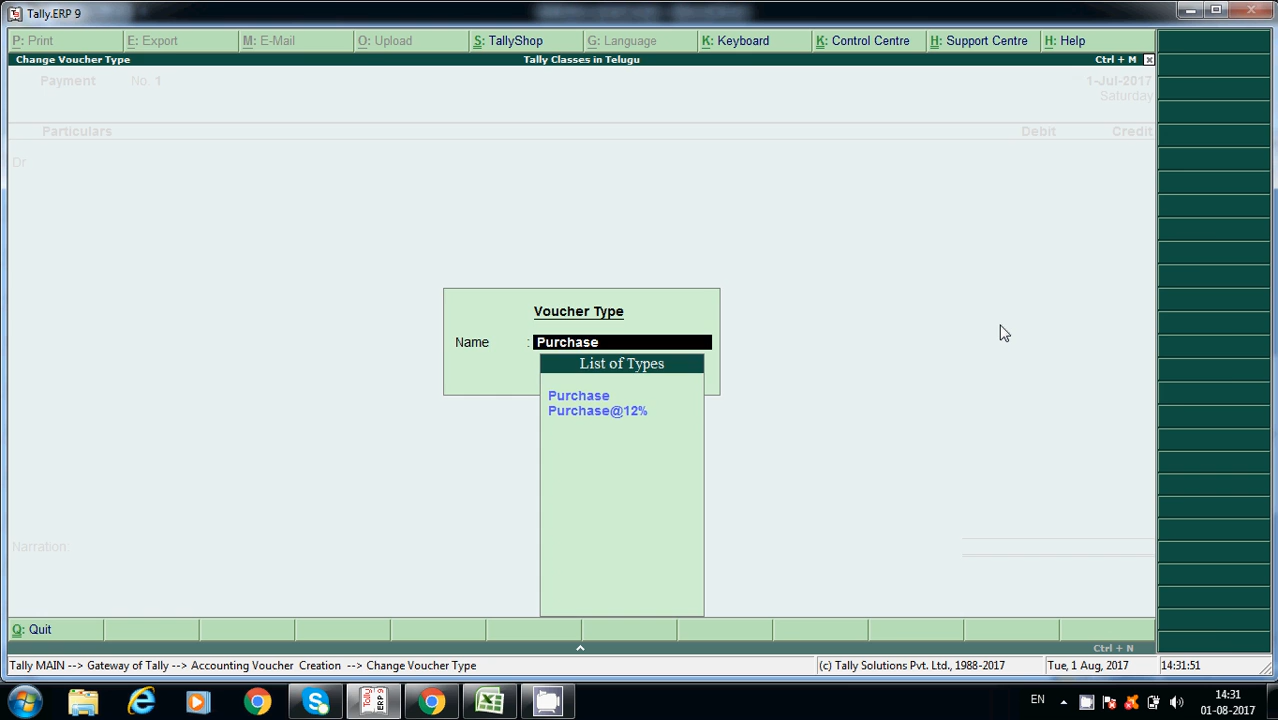 Tally.ERP 9
P: Print E: Export M: E-Mail O: Upload S: TallyShop G: Language K: Keyboard K: Control Centre H: Support Centre H: Help
Change Voucher Type Tally Classes in Telugu Ctrl + M
Payment No. 1 1-Jul-2017
Saturday
Particulars Debit Credit
Dr
Voucher Type
Name : Purchase
List of Types
Purchase
Purchase@12%
Narration:
Q: Quit
Ctrl + N
Tally MAIN --> Gateway of Tally --> Accounting Voucher Creation --> Change Voucher Type (c) Tally Solutions Pvt. Ltd., 1988-2017 Tue, 1 Aug, 2017 14:31:51
Tally ERP 9
EN 14:31
01-08-2017